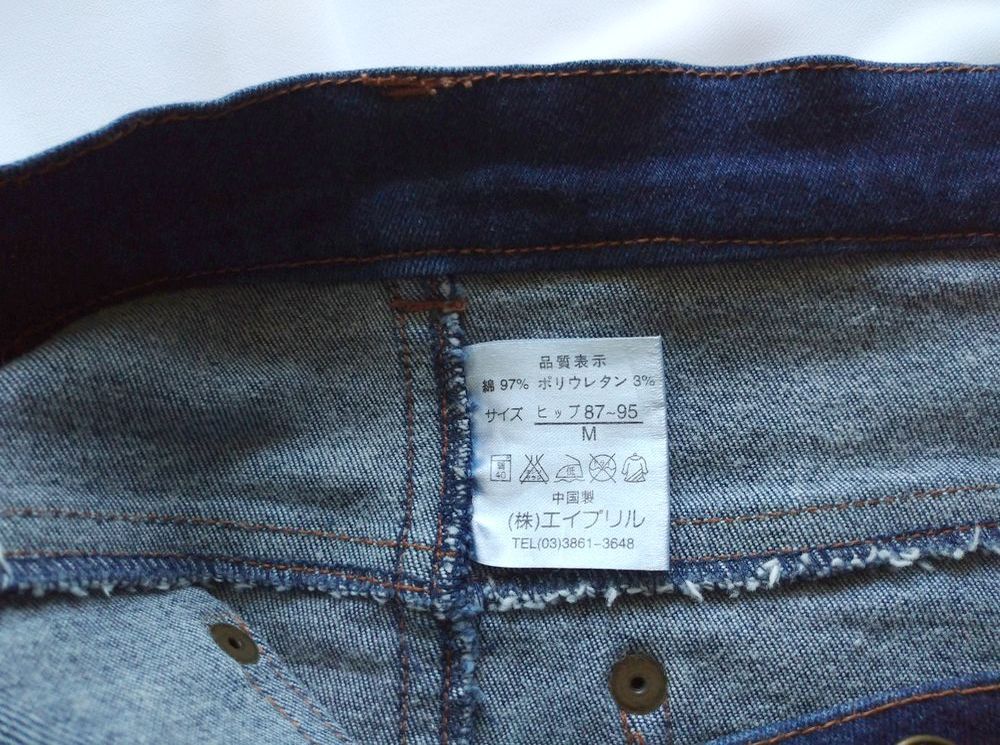 品質表示
綿 97% ポリウレタン 3%
サイズ ヒップ87~95
M
中国製
(株)エイプリル
TEL(03)3861-3648